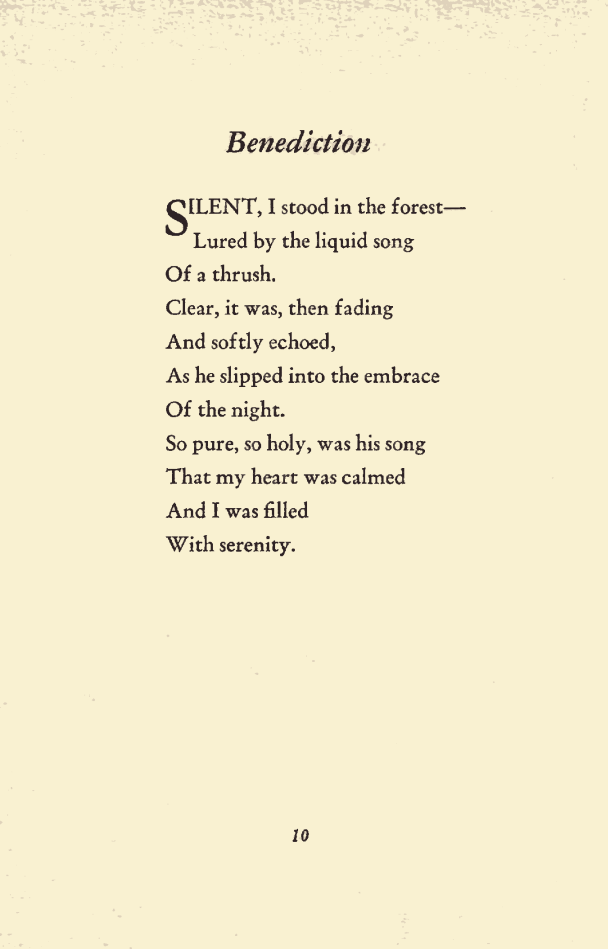 Benediction
SILENT, I stood in the forest—
Lured by the liquid song
Of a thrush.
Clear, it was, then fading
And softly echoed,
As he slipped into the embrace
Of the night.
So pure, so holy, was his song
That my heart was calmed
And I was filled
With serenity.
10